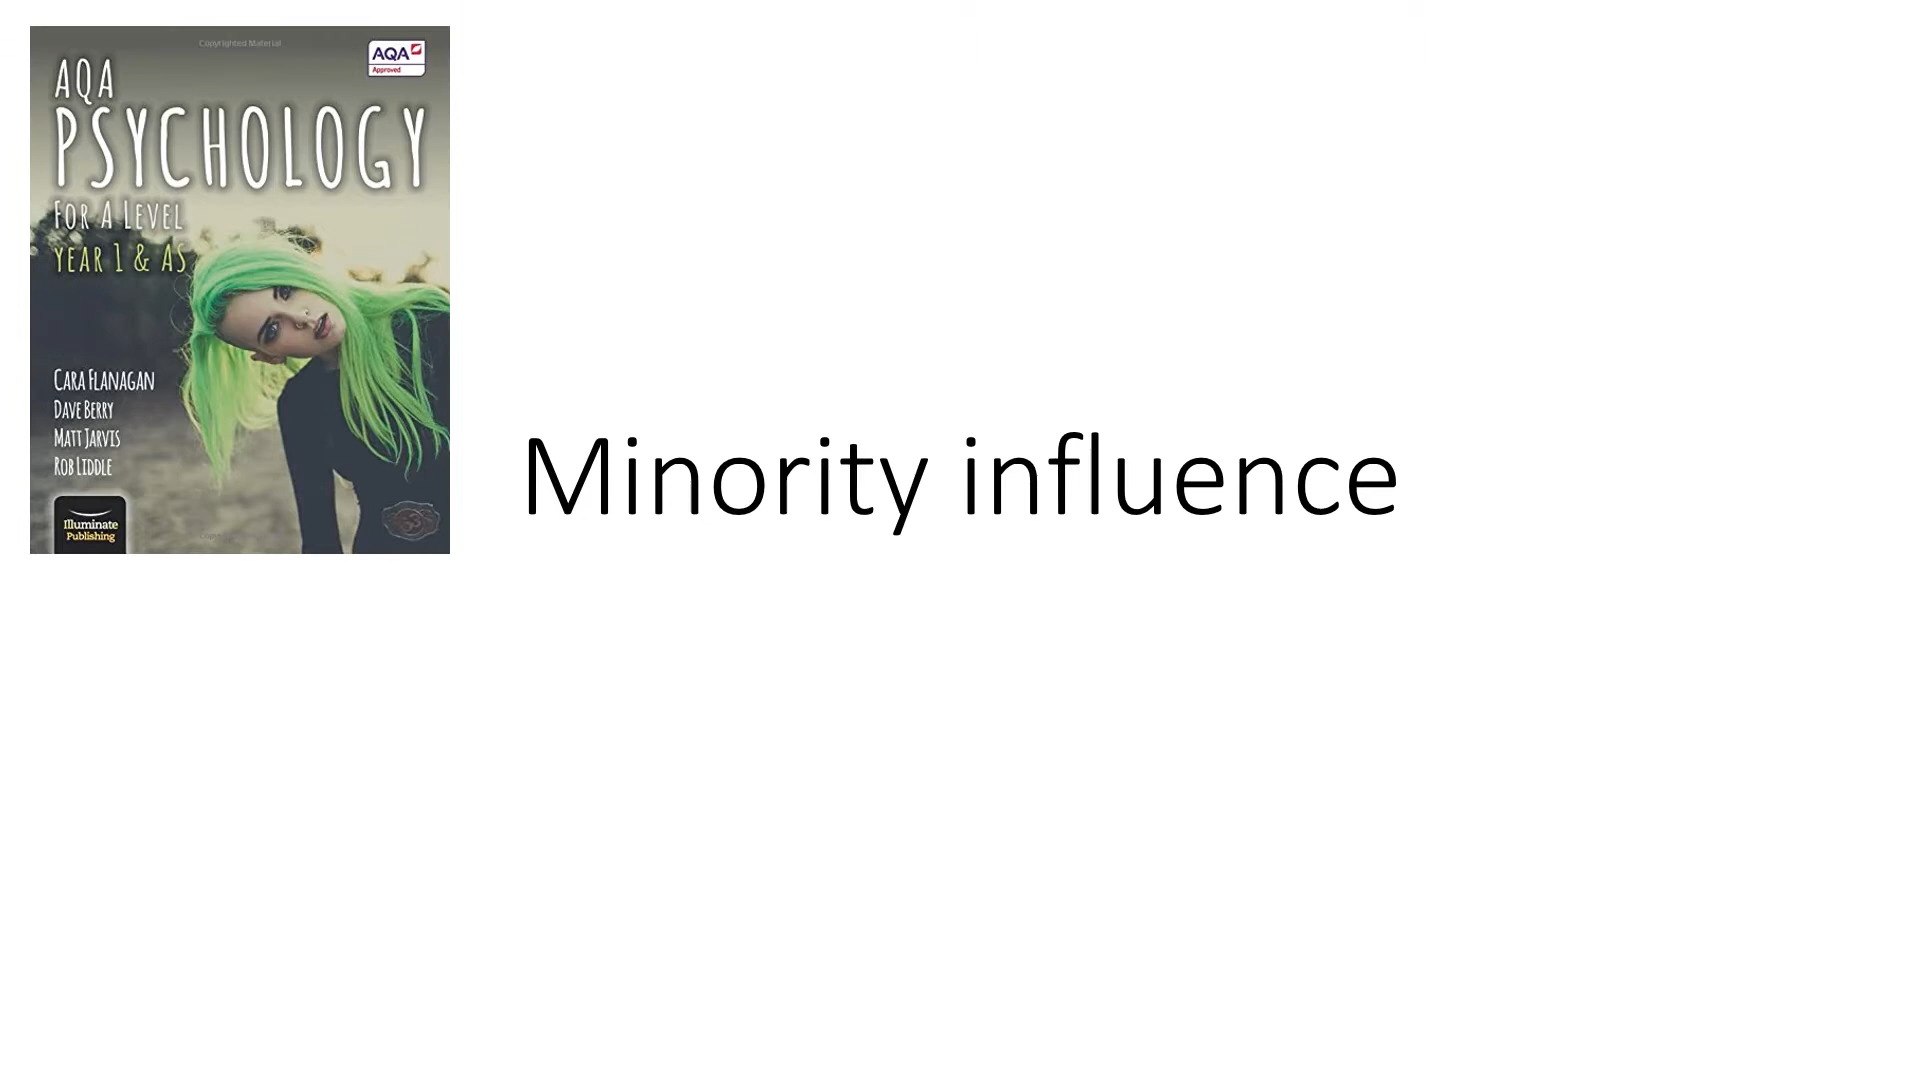 Copyrighted Material
AQA
Approved
AQA
PSYCHOLOGY
FOR A LEVEL
YEAR 1 & AS
CARA FLANAGAN
DAVE BERRY
MATT JARVIS
ROB LIDDLE
Illuminate
Publishing
Minority influence